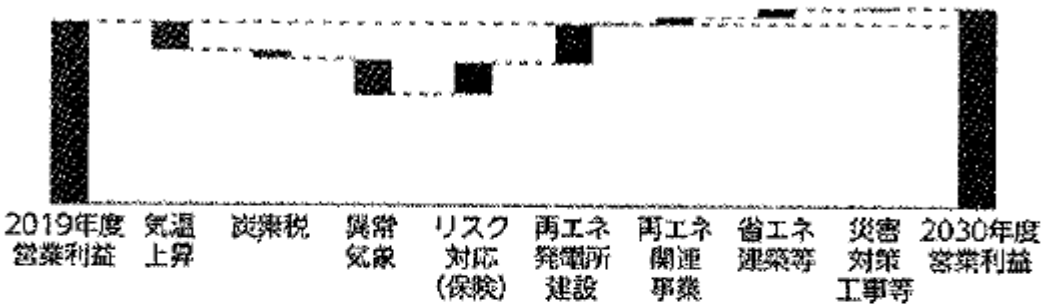 2019年度
営業利益
気温
上昇
炭素税
異常
気象
リスク
対応
(保険)
再エネ
発電所
建設
再エネ
関連
事業
省エネ
建築等
災害
対策
工事等
2030年度
営業利益